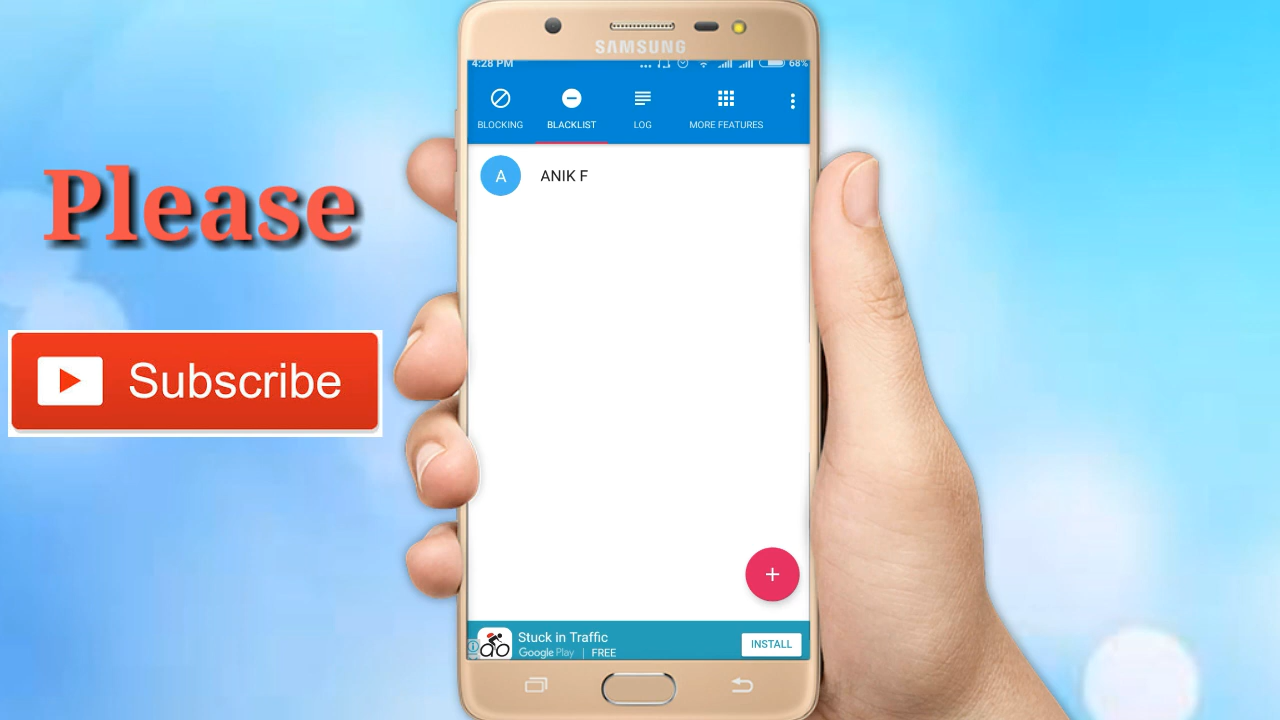 SAMSUNG
4:28 PM
68%
BLOCKING
BLACKLIST
LOG
MORE FEATURES
A
ANIK F
Please
Subscribe
+
Stuck in Traffic
Google Play | FREE
INSTALL